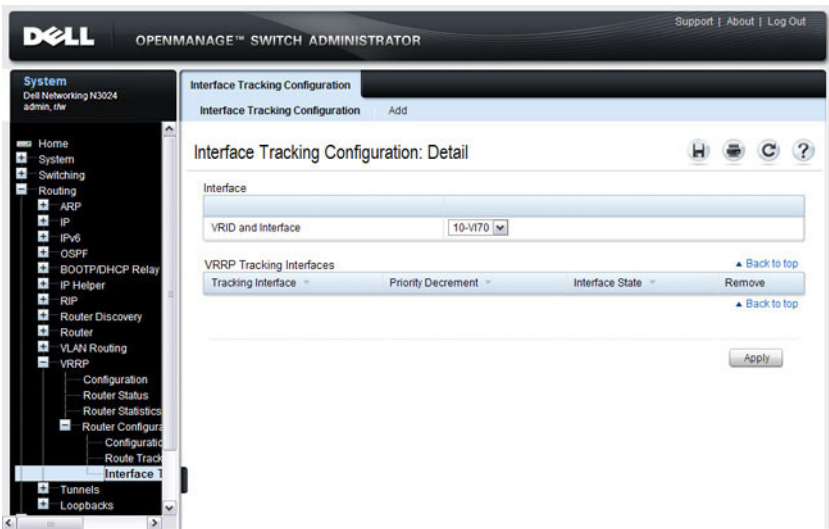 DELL
OPENMANAGE™ SWITCH ADMINISTRATOR
Support | About | Log Out
System
Dell Networking N3024
admin, r/w
Home
System
Switching
Routing
ARP
IP
IPv6
OSPF
BOOTP/DHCP Relay
IP Helper
RIP
Router Discovery
Router
VLAN Routing
VRRP
Configuration
Router Status
Router Statistics
Router Configura
Configuratio
Route Track
Interface T
Tunnels
Loopbacks
Interface Tracking Configuration
Interface Tracking Configuration Add
Interface Tracking Configuration: Detail
Interface
VRID and Interface 10-Vl70
VRRP Tracking Interfaces
Back to top
Tracking Interface Priority Decrement Interface State Remove
Back to top
Apply